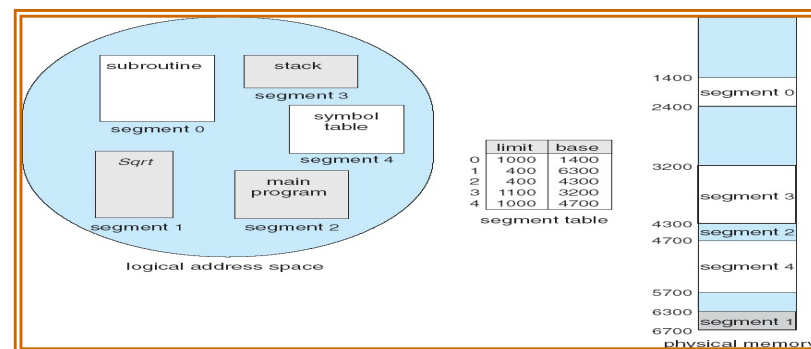 subroutine
segment 0
stack
segment 3
symbol
table
segment 4
Sqrt
segment 1
main
program
segment 2
logical address space
limit base
0 1000 1400
1 400 6300
2 400 4300
3 1100 3200
4 1000 4700
segment table
1400
segment 0
2400
3200
segment 3
4300
segment 2
4700
segment 4
5700
6300
segment 1
6700
physical memory